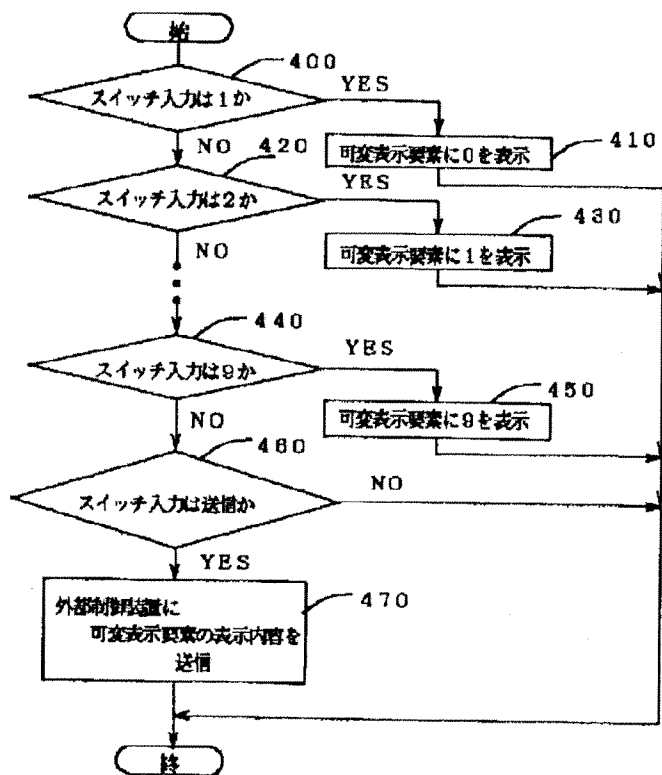 始
400
スイッチ入力は1か
YES
NO
410
可変表示要素に0を表示
420
スイッチ入力は2か
YES
NO
430
可変表示要素に1を表示
440
スイッチ入力は9か
YES
NO
450
可変表示要素に9を表示
460
スイッチ入力は送信か
NO
YES
470
外部制御装置に
可変表示要素の表示内容を
送信
終